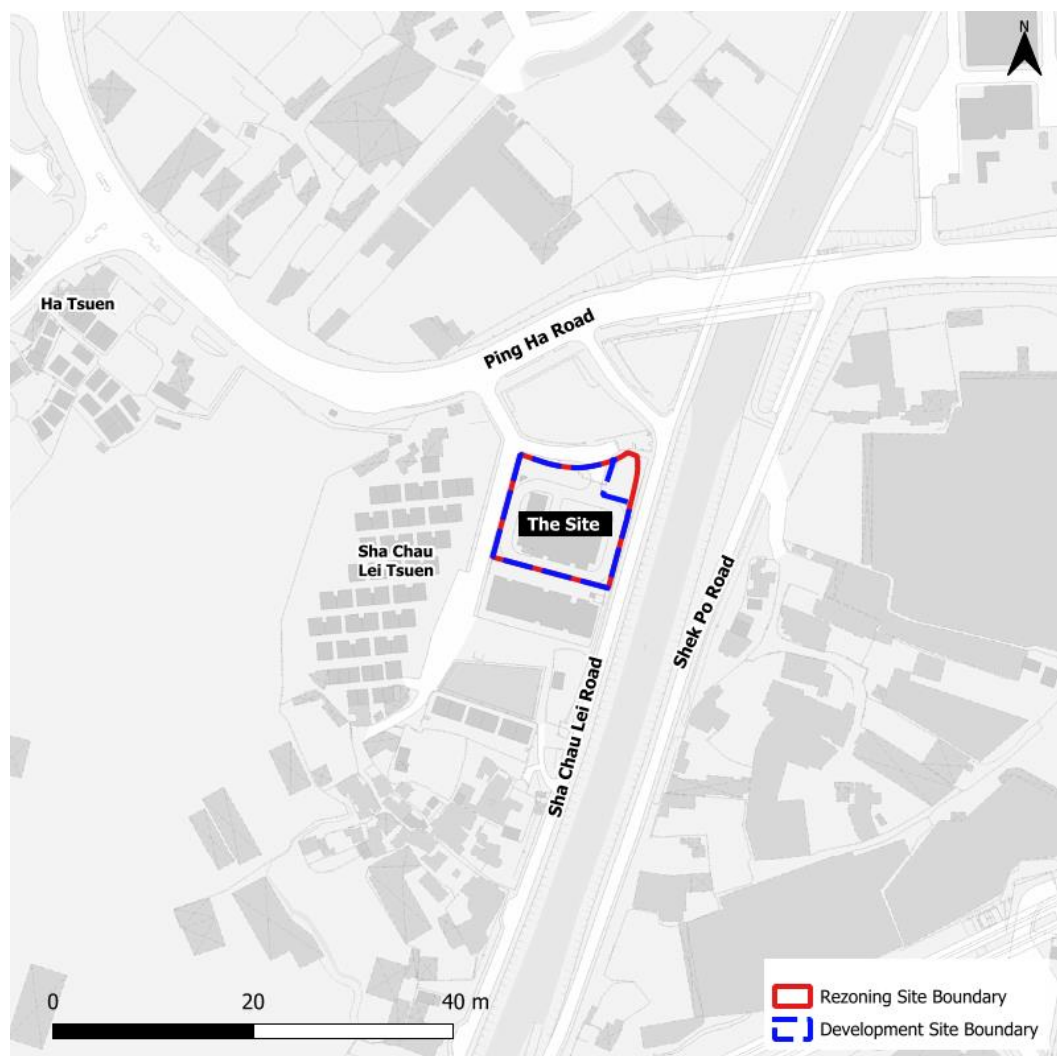 N
Ha Tsuen
Ping Ha Road
The Site
Sha Chau
Lei Tsuen
Shek Po Road
Sha Chau Lei Road
0 20 40 m
Rezoning Site Boundary
Development Site Boundary